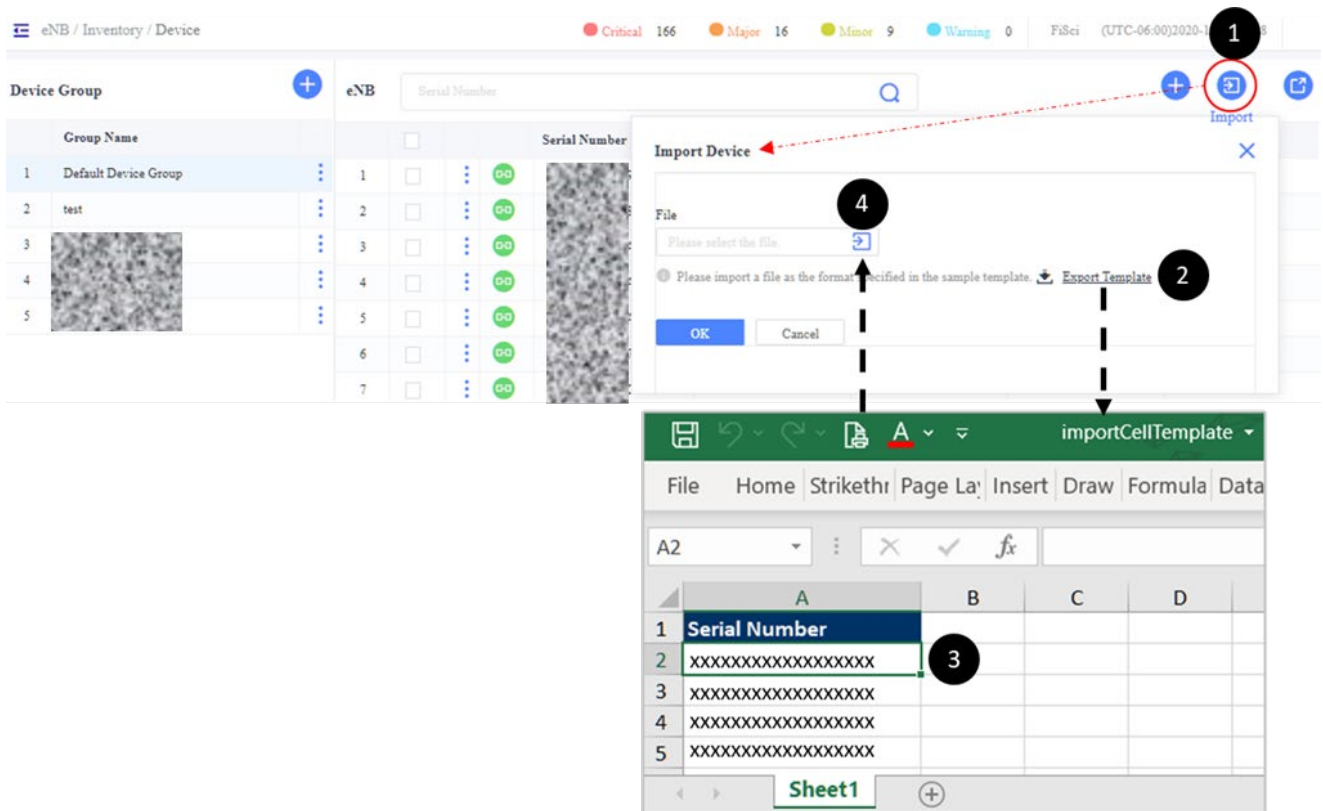 eNB / Inventory / Device
Critical 166 Major 16 Minor 9 Warning 0 FiSci (UTC-06:00)2020-1
1
Device Group
eNB
Serial Number
Import
Group Name
Serial Number
1 Default Device Group
2 test
3
4
5
1
2
3
4
5
6
7
Import Device
4
File
Please select the file.
Please import a file as the format specified in the sample template. Export Template
2
OK Cancel
importCellTemplate
File Home Strikethr Page La Insert Draw Formula Data
A2 fx
A B C D
1 Serial Number
2 xxxxxxxxxxxxxxxxxx
3
3 xxxxxxxxxxxxxxxxxx
4 xxxxxxxxxxxxxxxxxx
5 xxxxxxxxxxxxxxxxxx
Sheet1